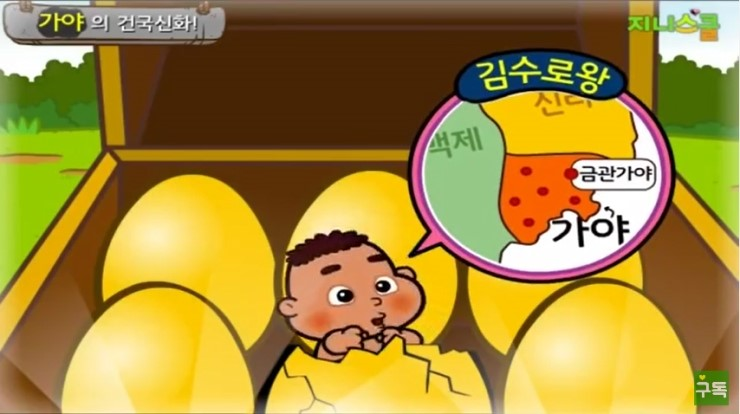 가야의 건국신화!
지니스쿨
김수로왕
신라
백제
금관가야
가야
구독